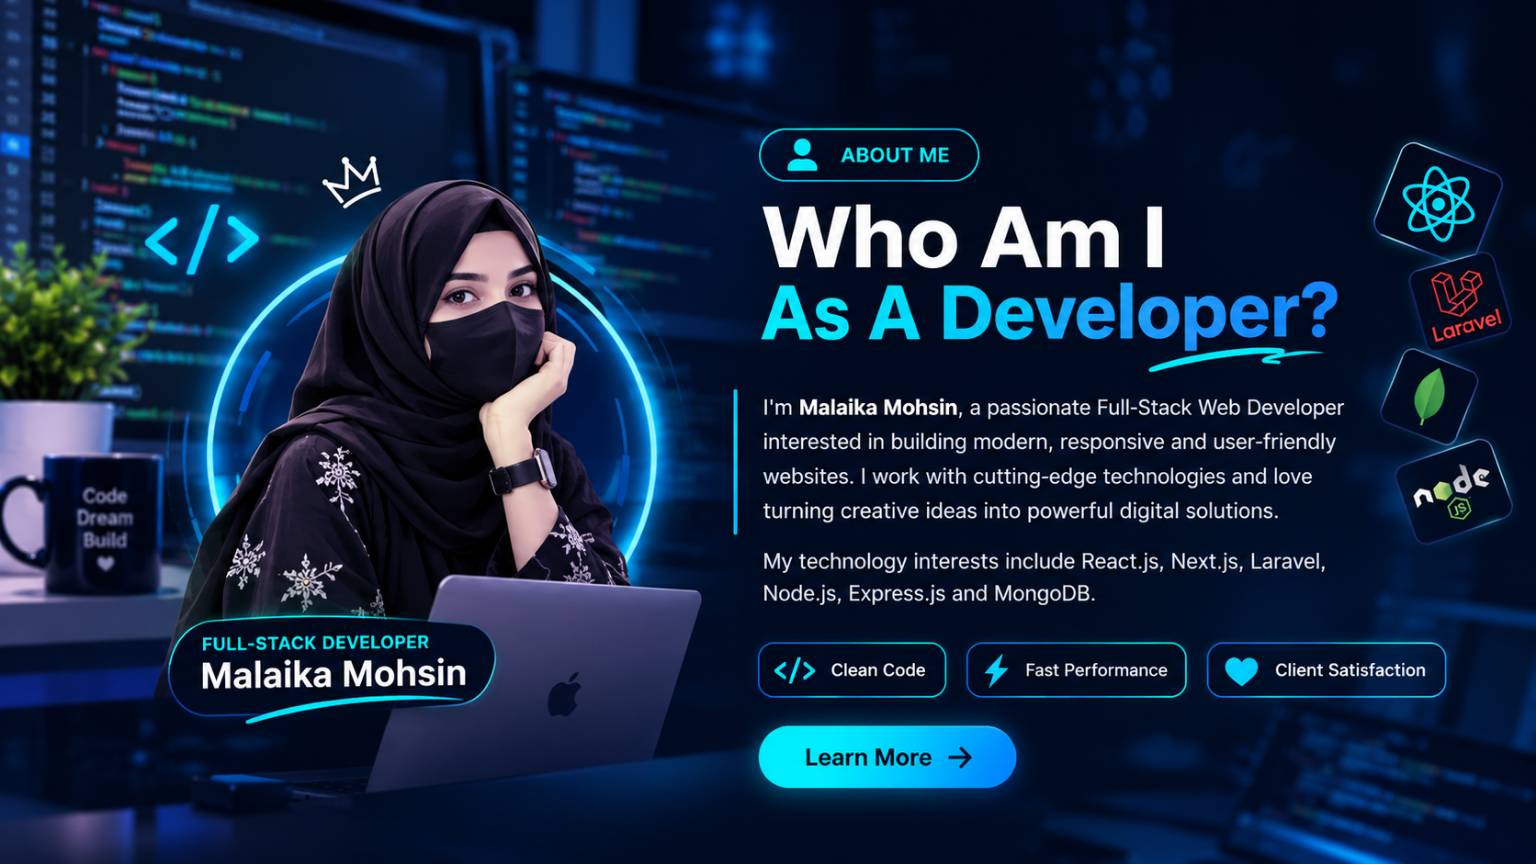 ABOUT ME
Who Am I
As A Developer?
I'm Malaika Mohsin, a passionate Full-Stack Web Developer
interested in building modern, responsive and user-friendly
websites. I work with cutting-edge technologies and love
turning creative ideas into powerful digital solutions.
My technology interests include React.js, Next.js, Laravel,
Node.js, Express.js and MongoDB.
</> Clean Code
Fast Performance
Client Satisfaction
Learn More →
</>
Code
Dream
Build
FULL-STACK DEVELOPER
Malaika Mohsin
Laravel
node
JS